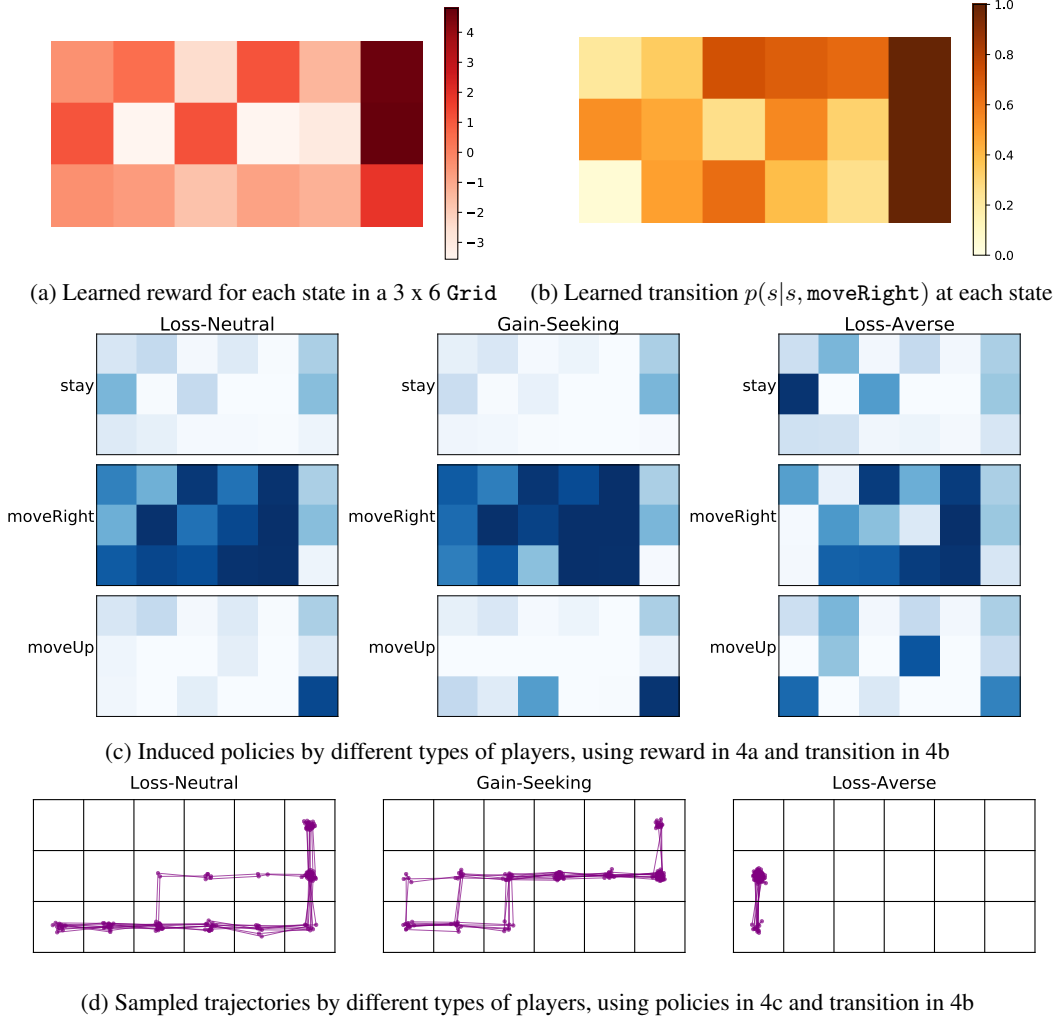 4
3
2
1
0
−1
−2
−3
1.0
0.8
0.6
0.4
0.2
0.0
(a) Learned reward for each state in a 3 x 6 Grid
(b) Learned transition p(s|s, moveRight) at each state
Loss-Neutral Gain-Seeking Loss-Averse
stay stay stay
moveRight moveRight moveRight
moveUp moveUp moveUp
(c) Induced policies by different types of players, using reward in 4a and transition in 4b
Loss-Neutral Gain-Seeking Loss-Averse
(d) Sampled trajectories by different types of players, using policies in 4c and transition in 4b